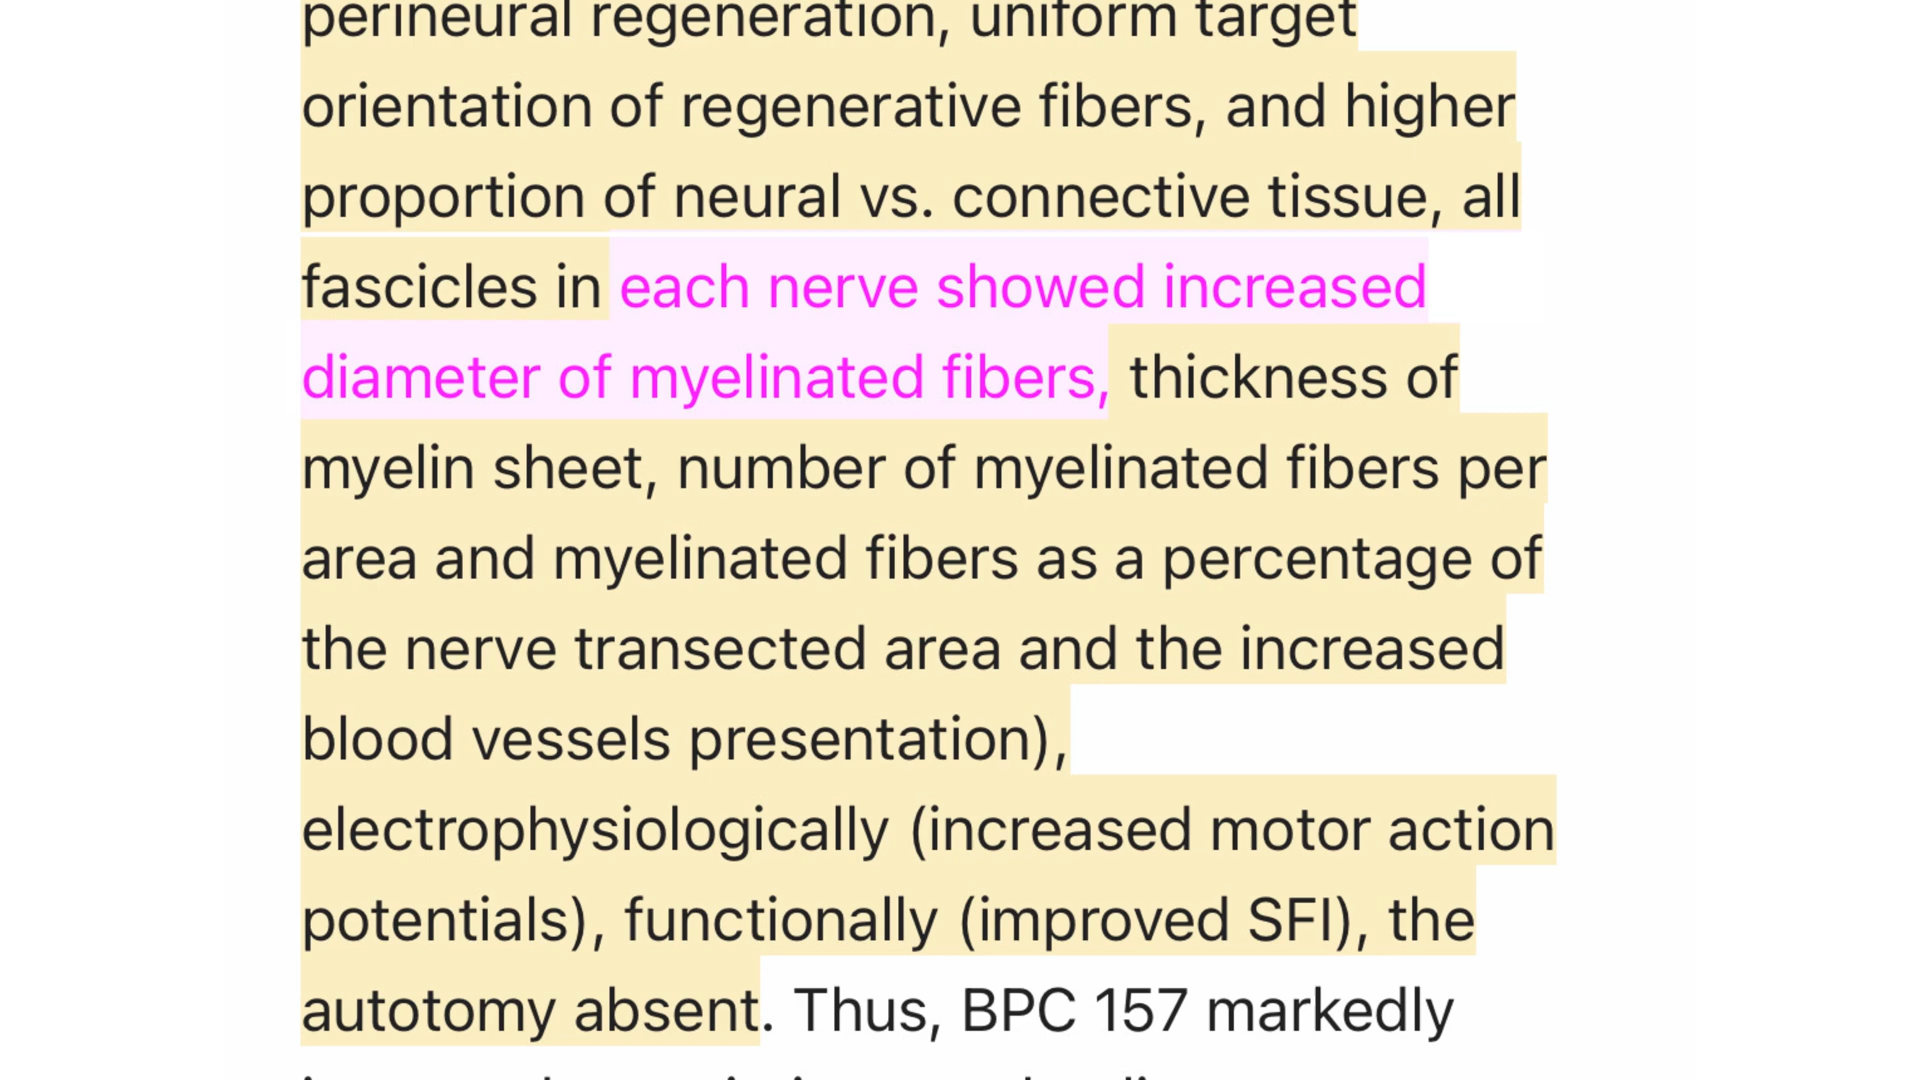 perineural regeneration, uniform target
orientation of regenerative fibers, and higher
proportion of neural vs. connective tissue, all
fascicles in each nerve showed increased
diameter of myelinated fibers, thickness of
myelin sheet, number of myelinated fibers per
area and myelinated fibers as a percentage of
the nerve transected area and the increased
blood vessels presentation),
electrophysiologically (increased motor action
potentials), functionally (improved SFI), the
autotomy absent. Thus, BPC 157 markedly